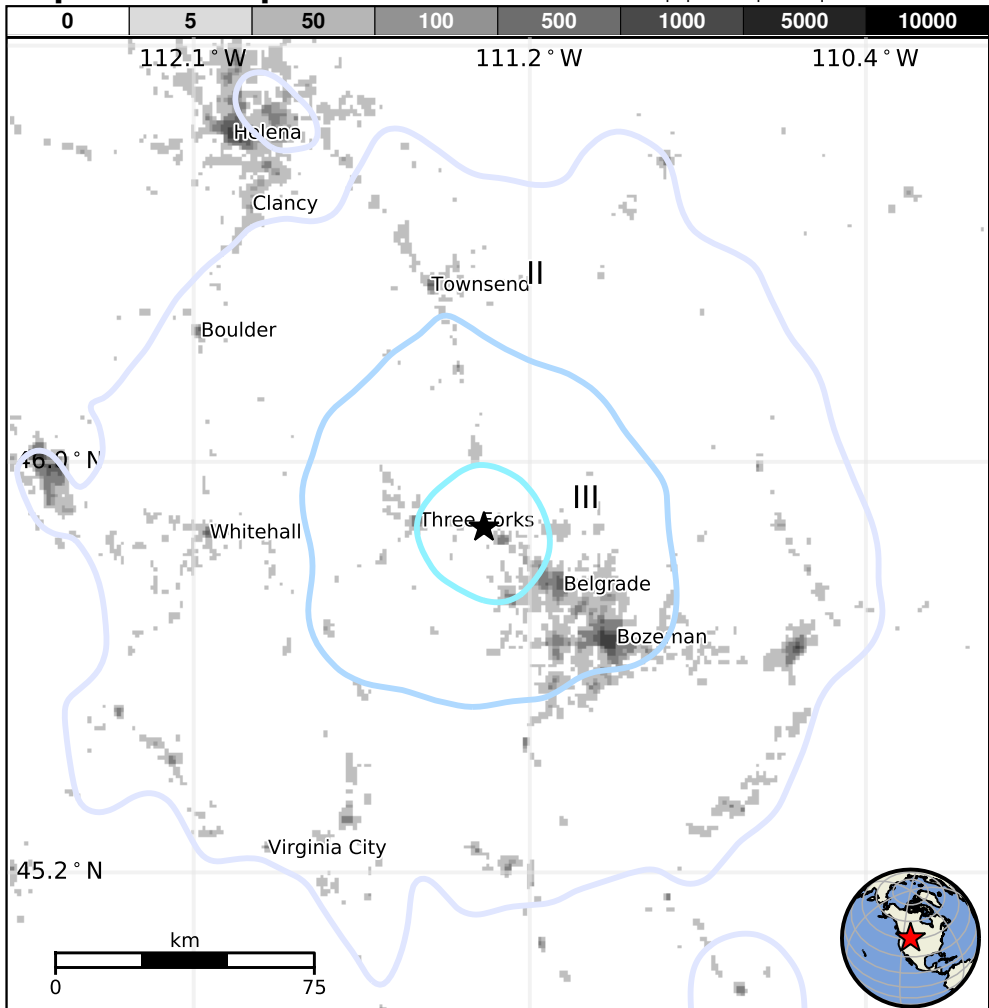 0 5 50 100 500 1000 5000 10000
112.1°W 111.2°W 110.4°W
Helena
Clancy
II
Townsend
Boulder
46.0°N
III
Three Forks
Whitehall
Belgrade
Bozeman
Virginia City
45.2°N
km
0 75